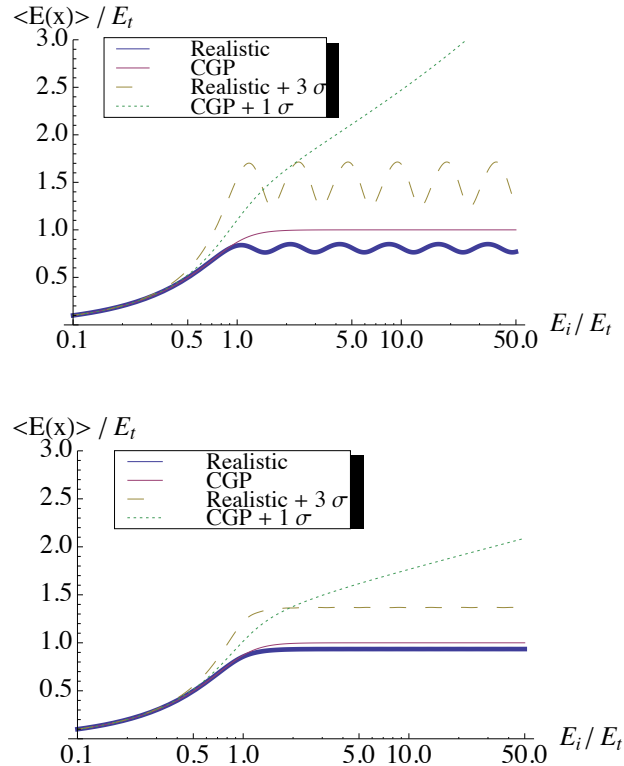 <E(x)> / E_t
3.0
Realistic
CGP
2.5
Realistic + 3 σ
CGP + 1 σ
2.0
1.5
1.0
0.5
0.1 0.5 1.0 5.0 10.0 50.0 E_i / E_t
<E(x)> / E_t
3.0
Realistic
CGP
2.5
Realistic + 3 σ
CGP + 1 σ
2.0
1.5
1.0
0.5
0.1 0.5 1.0 5.0 10.0 50.0 E_i / E_t